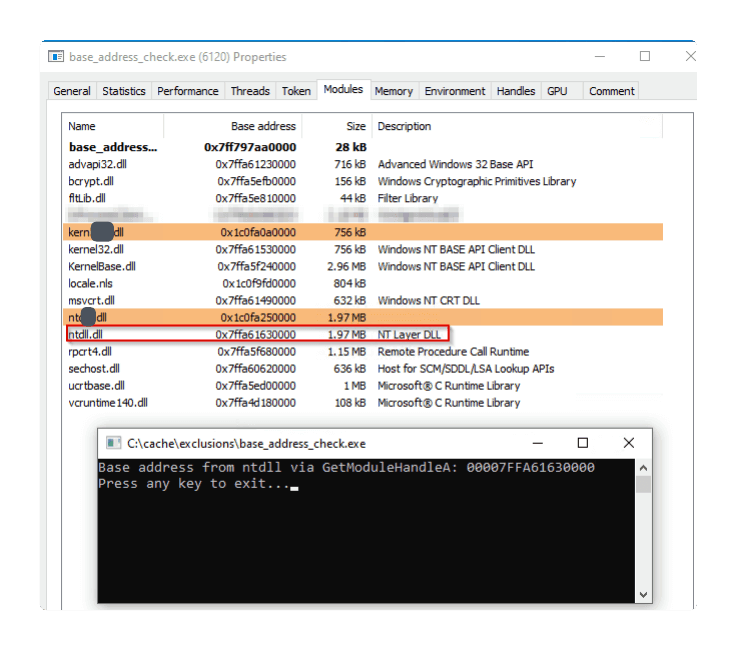 base_address_check.exe (6120) Properties
General Statistics Performance Threads Token Modules Memory Environment Handles GPU Comment
Name Base address Size Description
base_address... 0x7ff797aa0000 28 kB
advapi32.dll 0x7ffa61230000 716 kB Advanced Windows 32 Base API
bcrypt.dll 0x7ffa5efb0000 156 kB Windows Cryptographic Primitives Library
fltLib.dll 0x7ffa5e810000 44 kB Filter Library
kern dll 0x1c0fa0a0000 756 kB
kernel32.dll 0x7ffa61530000 756 kB Windows NT BASE API Client DLL
KernelBase.dll 0x7ffa5f240000 2.96 MB Windows NT BASE API Client DLL
locale.nls 0x1c0f9fd0000 804 kB
msvcrt.dll 0x7ffa61490000 632 kB Windows NT CRT DLL
ntd dll 0x1c0fa250000 1.97 MB
ntdll.dll 0x7ffa61630000 1.97 MB NT Layer DLL
rpcrt4.dll 0x7ffa5f680000 1.15 MB Remote Procedure Call Runtime
sechost.dll 0x7ffa60620000 636 kB Host for SCM/SDDL/LSA Lookup APIs
ucrtbase.dll 0x7ffa5ed00000 1 MB Microsoft® C Runtime Library
vcruntime140.dll 0x7ffa4d180000 108 kB Microsoft® C Runtime Library
C:\cache\exclusions\base_address_check.exe
Base address from ntdll via GetModuleHandleA: 00007FFA61630000
Press any key to exit...